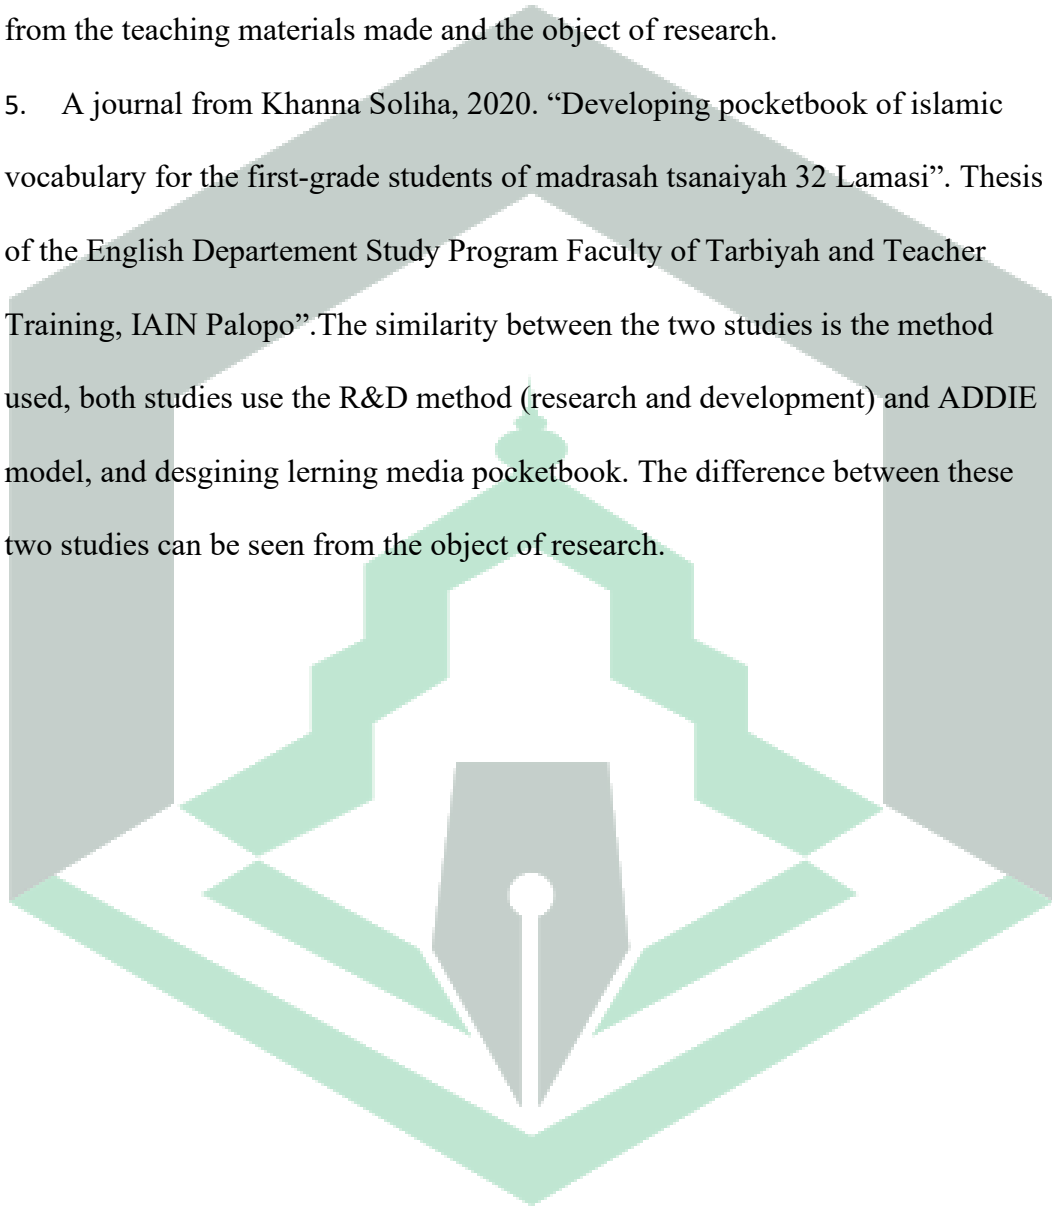 from the teaching materials made and the object of research.
5. A journal from Khanna Soliha, 2020. “Developing pocketbook of islamic
vocabulary for the first-grade students of madrasah tsanaiyah 32 Lamasi”. Thesis
of the English Departement Study Program Faculty of Tarbiyah and Teacher
Training, IAIN Palopo”.The similarity between the two studies is the method
used, both studies use the R&D method (research and development) and ADDIE
model, and desgining lerning media pocketbook. The difference between these
two studies can be seen from the object of research.